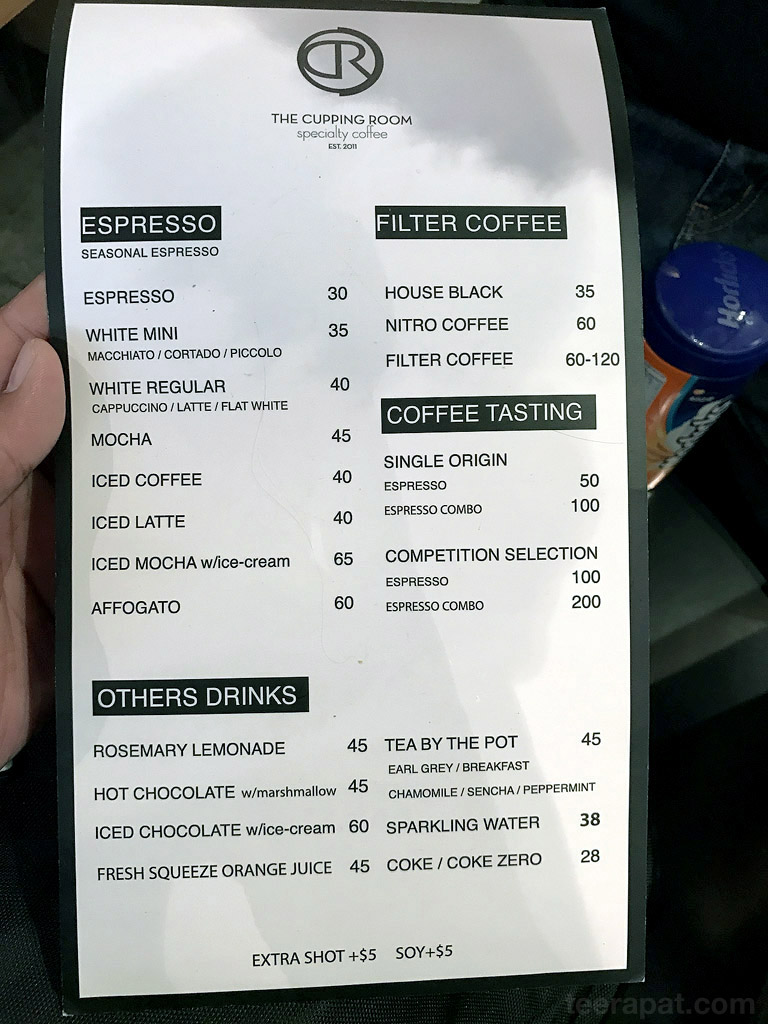 CR
THE CUPPING ROOM
specialty coffee
EST. 2011
ESPRESSO
SEASONAL ESPRESSO
ESPRESSO 30
WHITE MINI 35
MACCHIATO / CORTADO / PICCOLO
WHITE REGULAR 40
CAPPUCCINO / LATTE / FLAT WHITE
MOCHA 45
ICED COFFEE 40
ICED LATTE 40
ICED MOCHA w/ice-cream 65
AFFOGATO 60
FILTER COFFEE
HOUSE BLACK 35
NITRO COFFEE 60
FILTER COFFEE 60-120
COFFEE TASTING
SINGLE ORIGIN
ESPRESSO 50
ESPRESSO COMBO 100
COMPETITION SELECTION
ESPRESSO 100
ESPRESSO COMBO 200
OTHERS DRINKS
ROSEMARY LEMONADE 45
HOT CHOCOLATE w/marshmallow 45
ICED CHOCOLATE w/ice-cream 60
FRESH SQUEEZE ORANGE JUICE 45
TEA BY THE POT 45
EARL GREY / BREAKFAST
CHAMOMILE / SENCHA / PEPPERMINT
SPARKLING WATER 38
COKE / COKE ZERO 28
EXTRA SHOT +$5 SOY+$5
Horlicks
teerapat.com